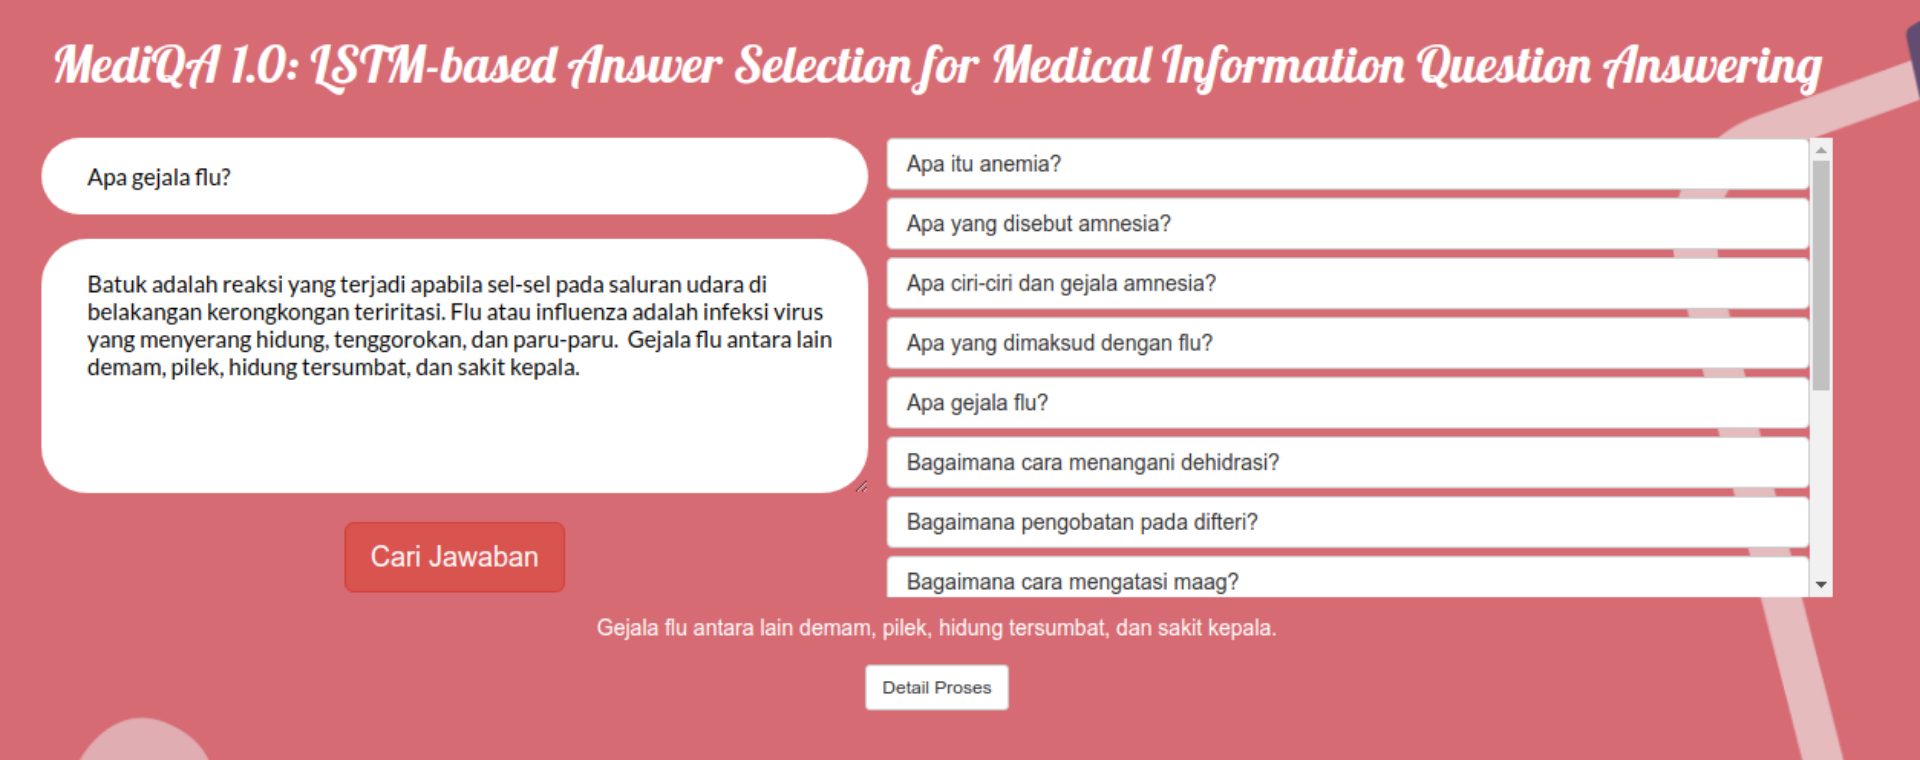 MediQA 1.0: LSTM-based Answer Selection for Medical Information Question Answering
Apa gejala flu?
Batuk adalah reaksi yang terjadi apabila sel-sel pada saluran udara di
belakangan kerongkongan teriritasi. Flu atau influenza adalah infeksi virus
yang menyerang hidung, tenggorokan, dan paru-paru.  Gejala flu antara lain
demam, pilek, hidung tersumbat, dan sakit kepala.
Cari Jawaban
Apa itu anemia?
Apa yang disebut amnesia?
Apa ciri-ciri dan gejala amnesia?
Apa yang dimaksud dengan flu?
Apa gejala flu?
Bagaimana cara menangani dehidrasi?
Bagaimana pengobatan pada difteri?
Bagaimana cara mengatasi maag?
Gejala flu antara lain demam, pilek, hidung tersumbat, dan sakit kepala.
Detail Proses